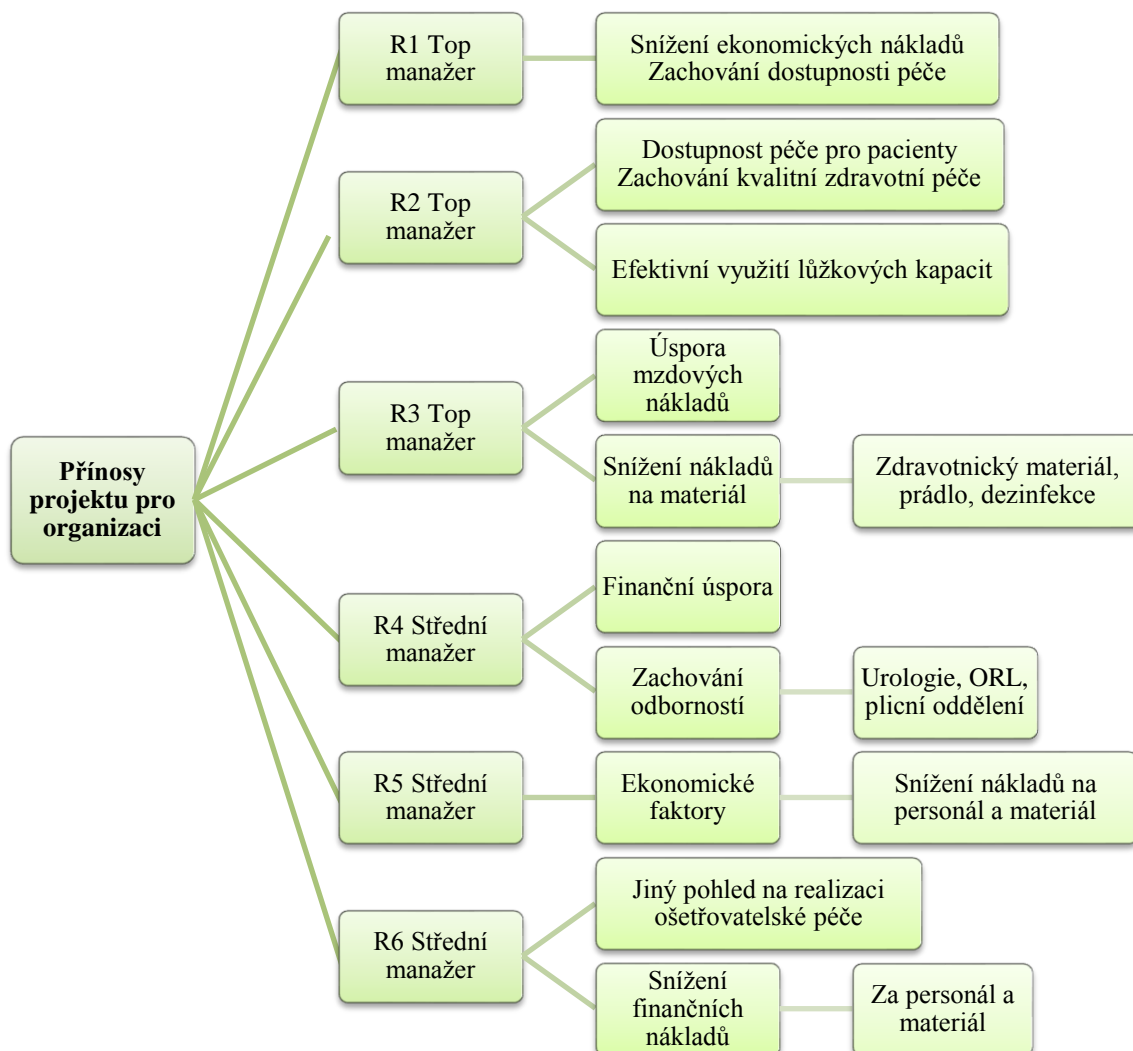 Přínosy
projektu pro
organizaci
R1 Top
manažer
Snížení ekonomických nákladů
Zachování dostupnosti péče
R2 Top
manažer
Dostupnost péče pro pacienty
Zachování kvalitní zdravotní péče
Efektivní využití lůžkových kapacit
R3 Top
manažer
Úspora
mzdových
nákladů
Snížení nákladů
na materiál
Zdravotnický materiál,
prádlo, dezinfekce
R4 Střední
manažer
Finanční úspora
Zachování
odborností
Urologie, ORL,
plicní oddělení
R5 Střední
manažer
Ekonomické
faktory
Snížení nákladů na
personál a materiál
R6 Střední
manažer
Jiný pohled na realizaci
ošetřovatelské péče
Snížení
finančních
nákladů
Za personál a
materiál